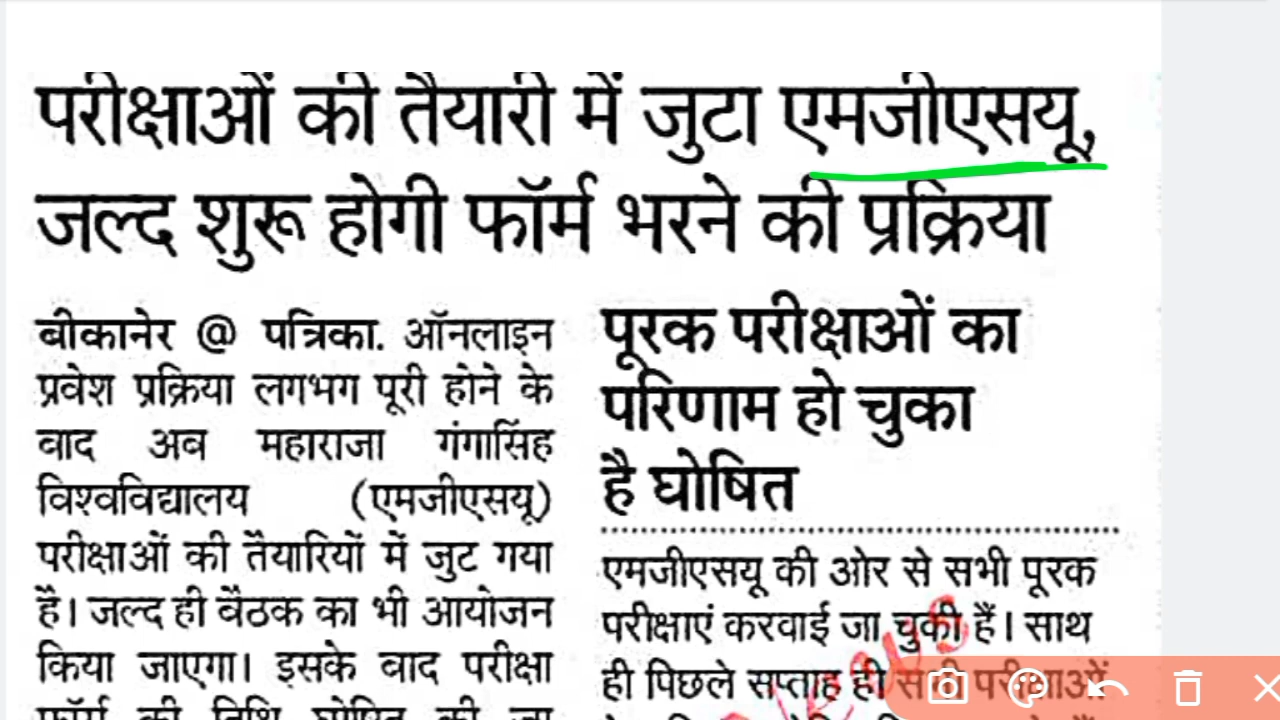 परीक्षाओं की तैयारी में जुटा एमजीएसयू,
जल्द शुरू होगी फॉर्म भरने की प्रक्रिया
बीकानेर @ पत्रिका. ऑनलाइन
प्रवेश प्रक्रिया लगभग पूरी होने के
बाद अब महाराजा गंगासिंह
विश्वविद्यालय (एमजीएसयू)
परीक्षाओं की तैयारियों में जुट गया
है। जल्द ही बैठक का भी आयोजन
किया जाएगा। इसके बाद परीक्षा
फॉर्म की तिथि घोषित की जा
पूरक परीक्षाओं का
परिणाम हो चुका
है घोषित
एमजीएसयू की ओर से सभी पूरक
परीक्षाएं करवाई जा चुकी हैं। साथ
ही पिछले सप्ताह ही सभी परीक्षाओं